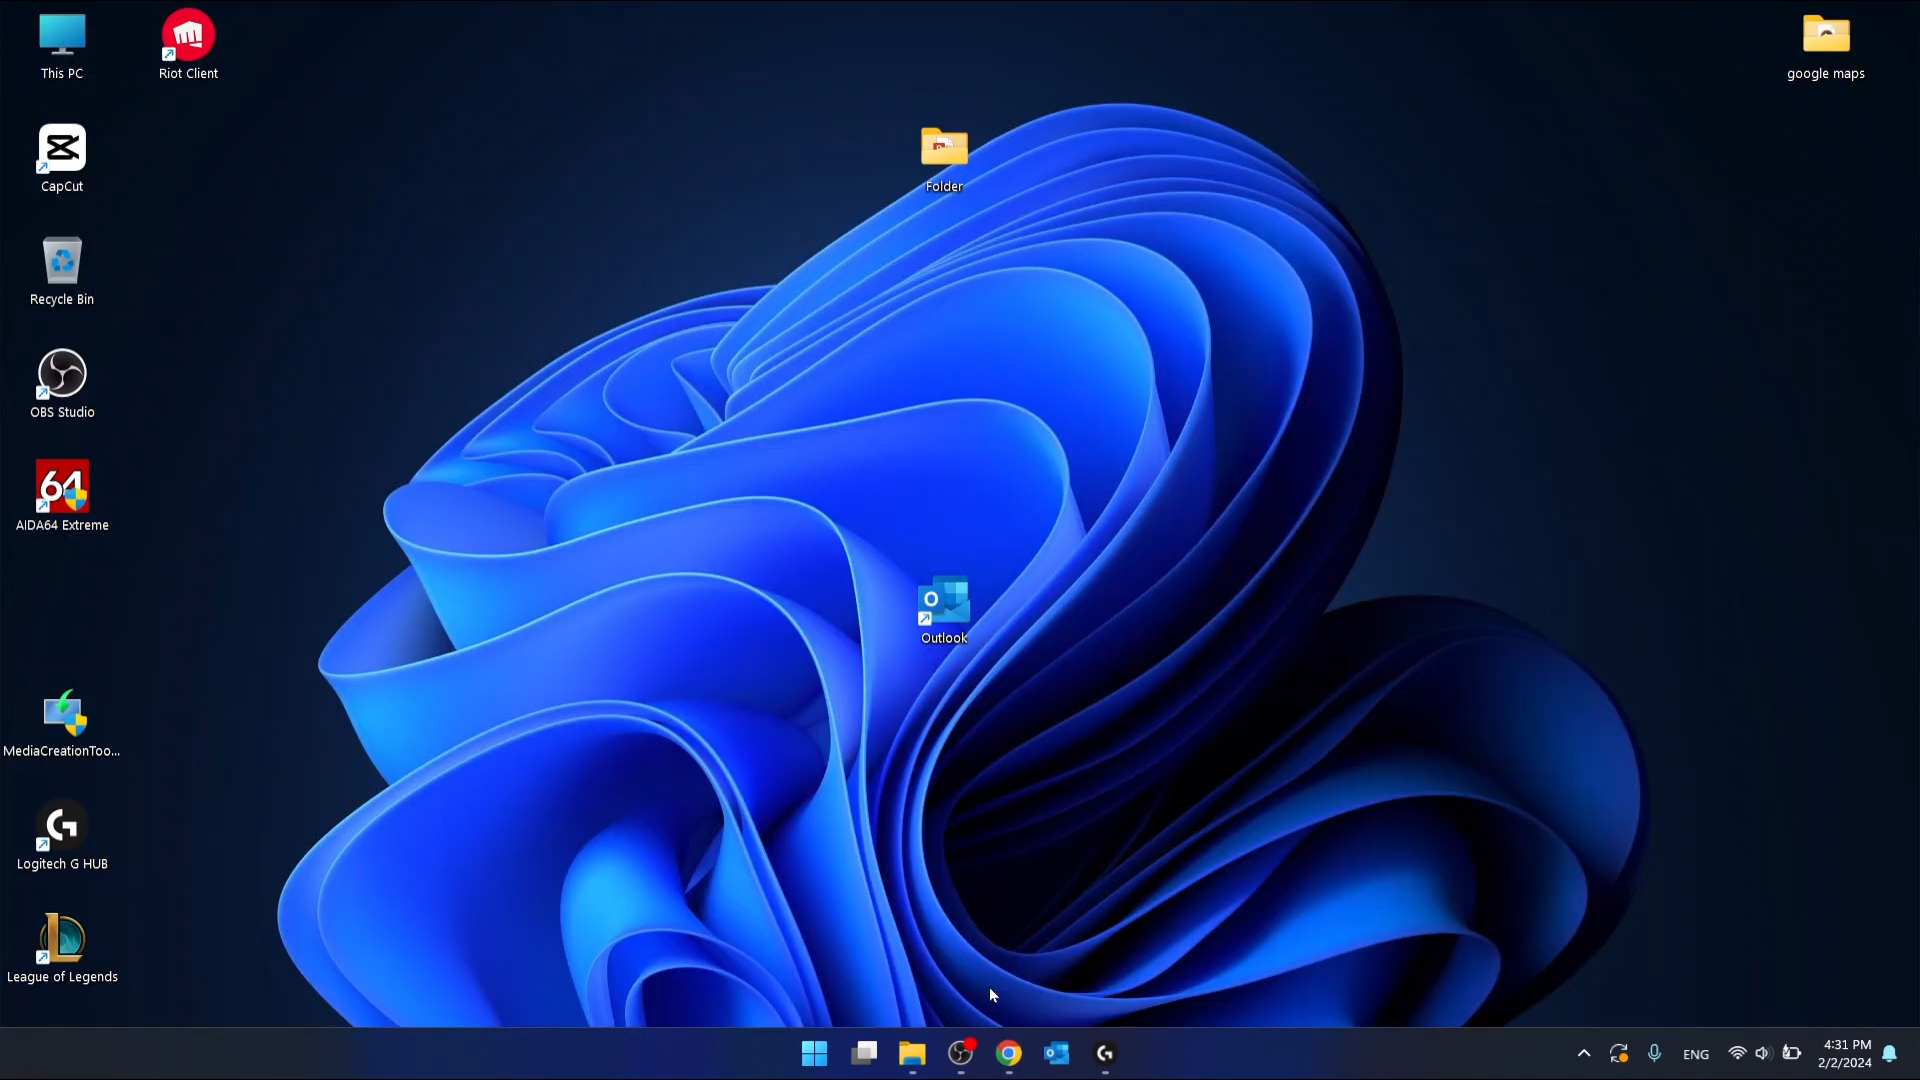 This PC
Riot Client
google maps
CapCut
Folder
Recycle Bin
OBS Studio
64
AIDA64 Extreme
O
Outlook
MediaCreationToo...
Logitech G HUB
League of Legends
ENG
4:31 PM
2/2/2024